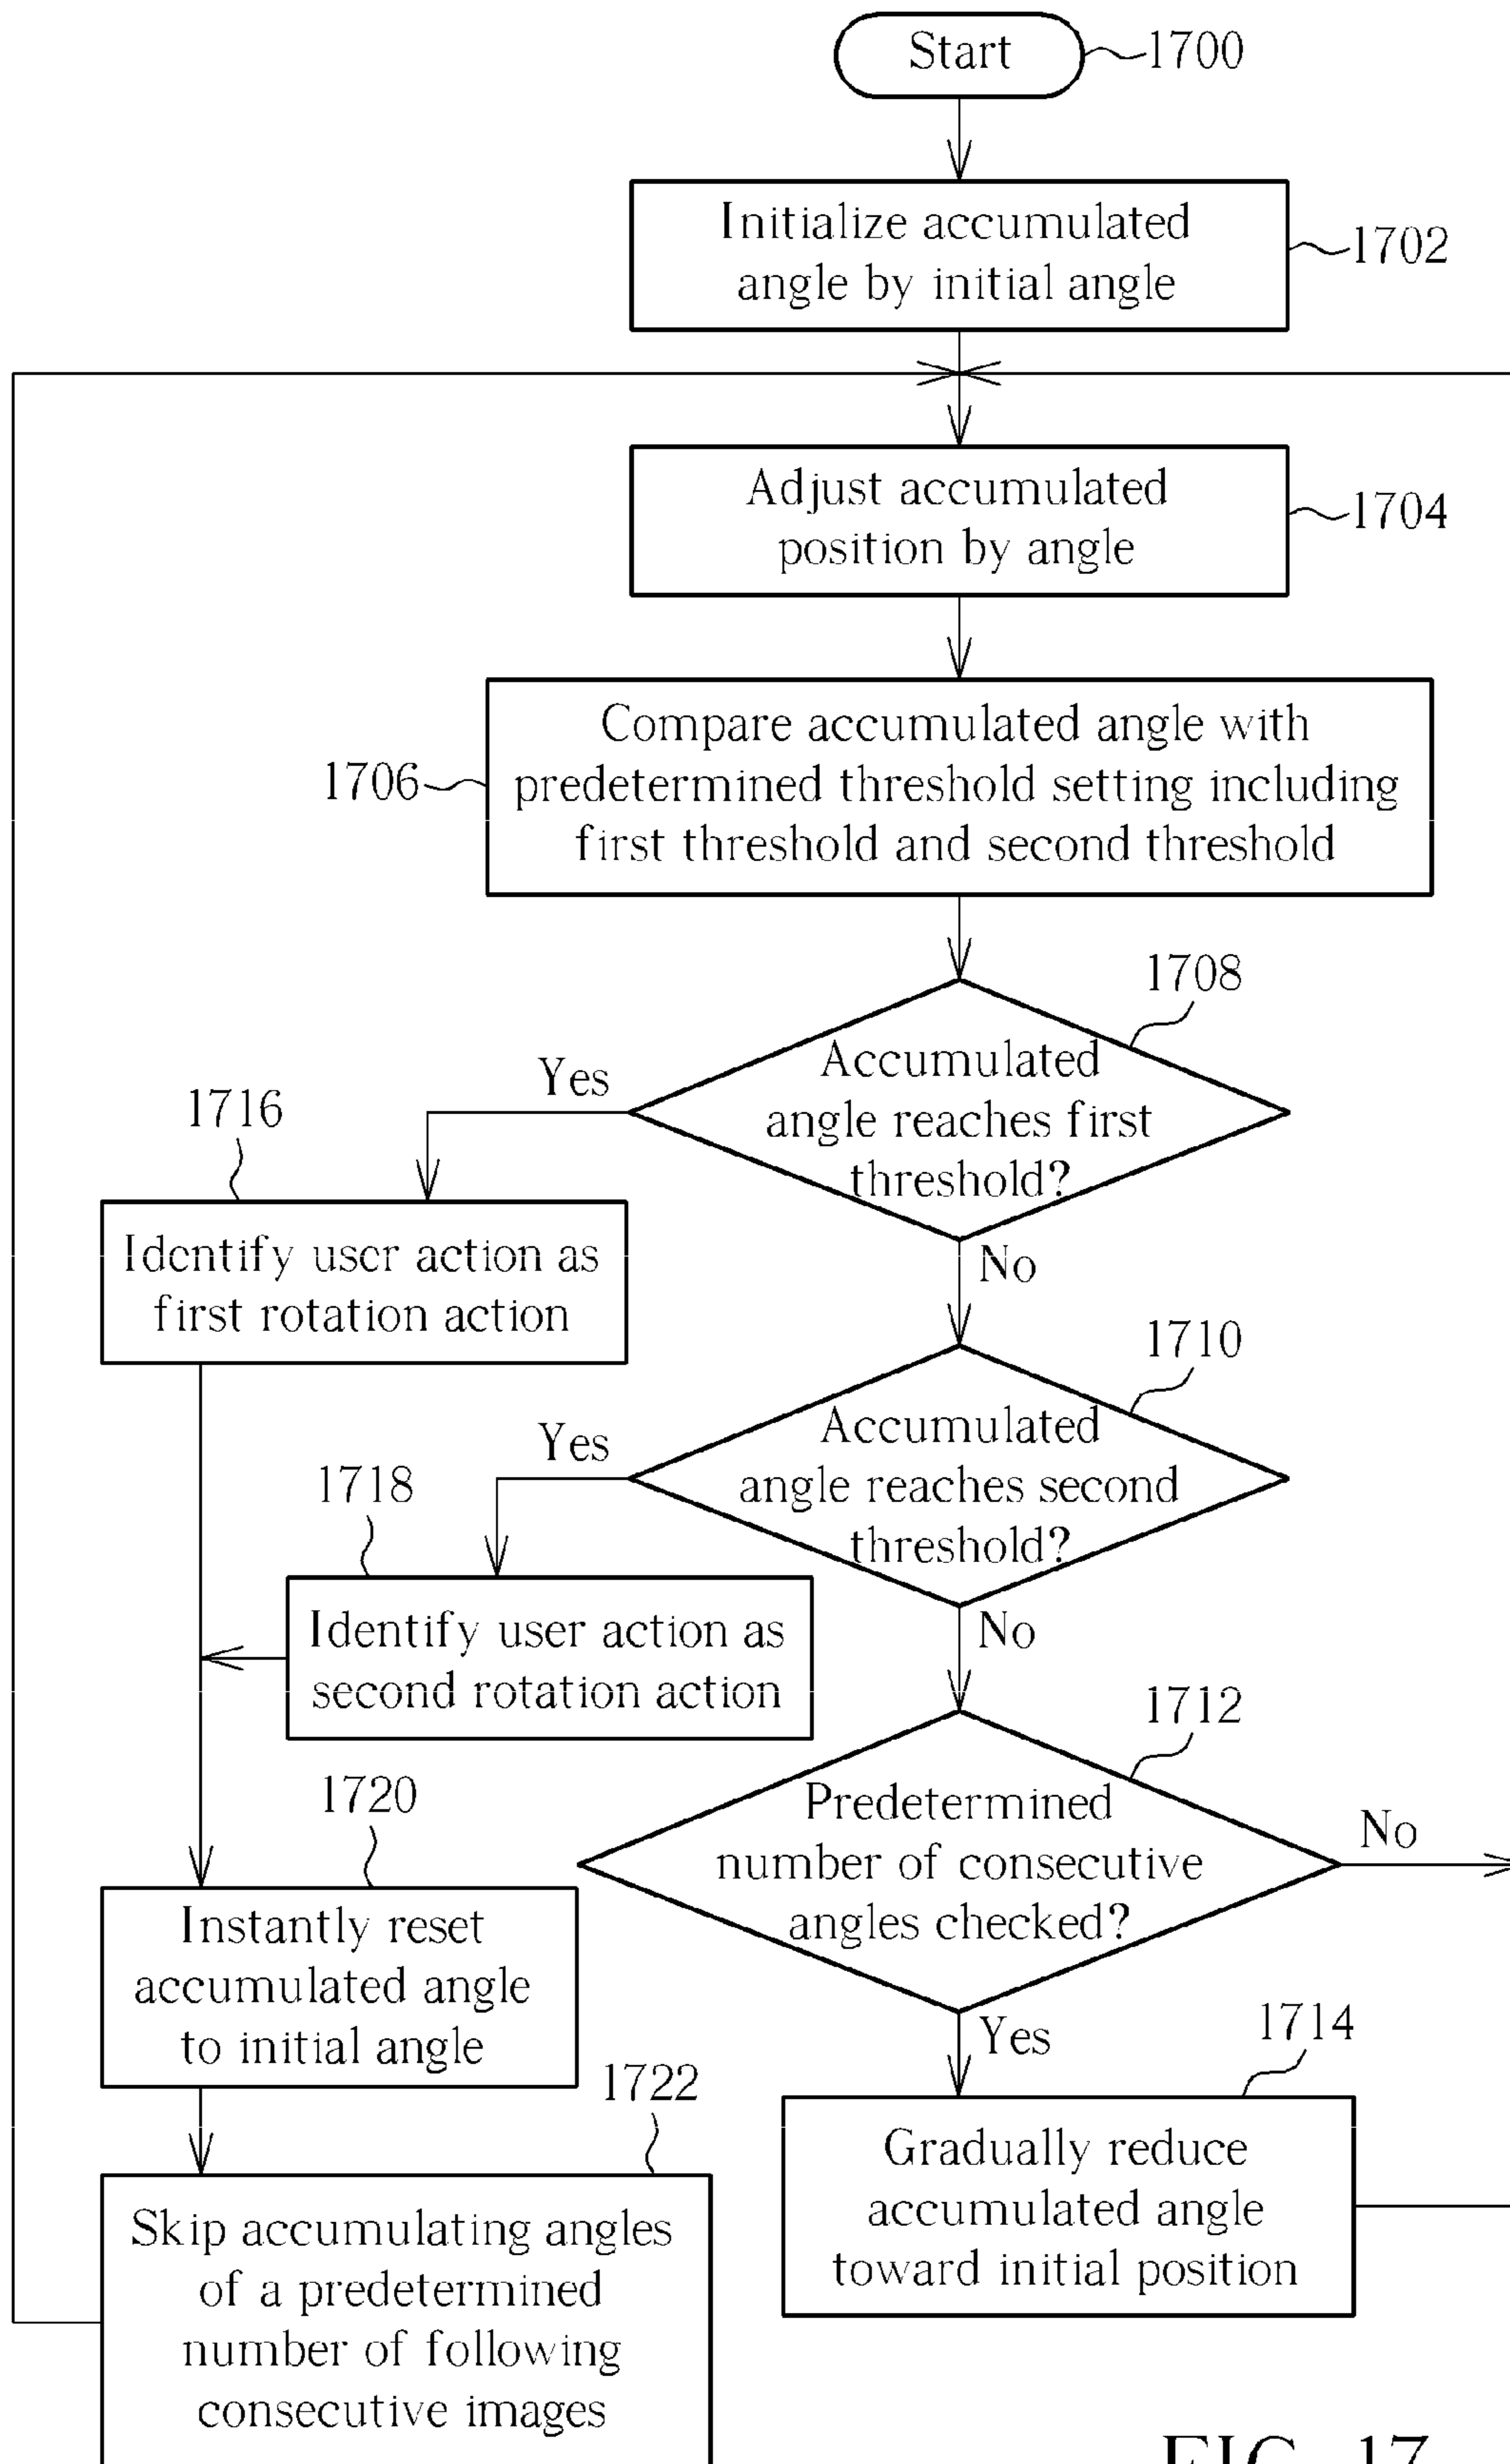 Start
1700
Initialize accumulated
angle by initial angle
1702
Adjust accumulated
position by angle
1704
Compare accumulated angle with
predetermined threshold setting including
first threshold and second threshold
1706
1708
Accumulated
angle reaches first
threshold?
Yes
No
1716
Identify user action as
first rotation action
1710
Accumulated
angle reaches second
threshold?
Yes
No
1718
Identify user action as
second rotation action
1712
Predetermined
number of consecutive
angles checked?
No
Yes
1720
Instantly reset
accumulated angle
to initial angle
1714
Gradually reduce
accumulated angle
toward initial position
1722
Skip accumulating angles
of a predetermined
number of following
consecutive images
FIG. 17